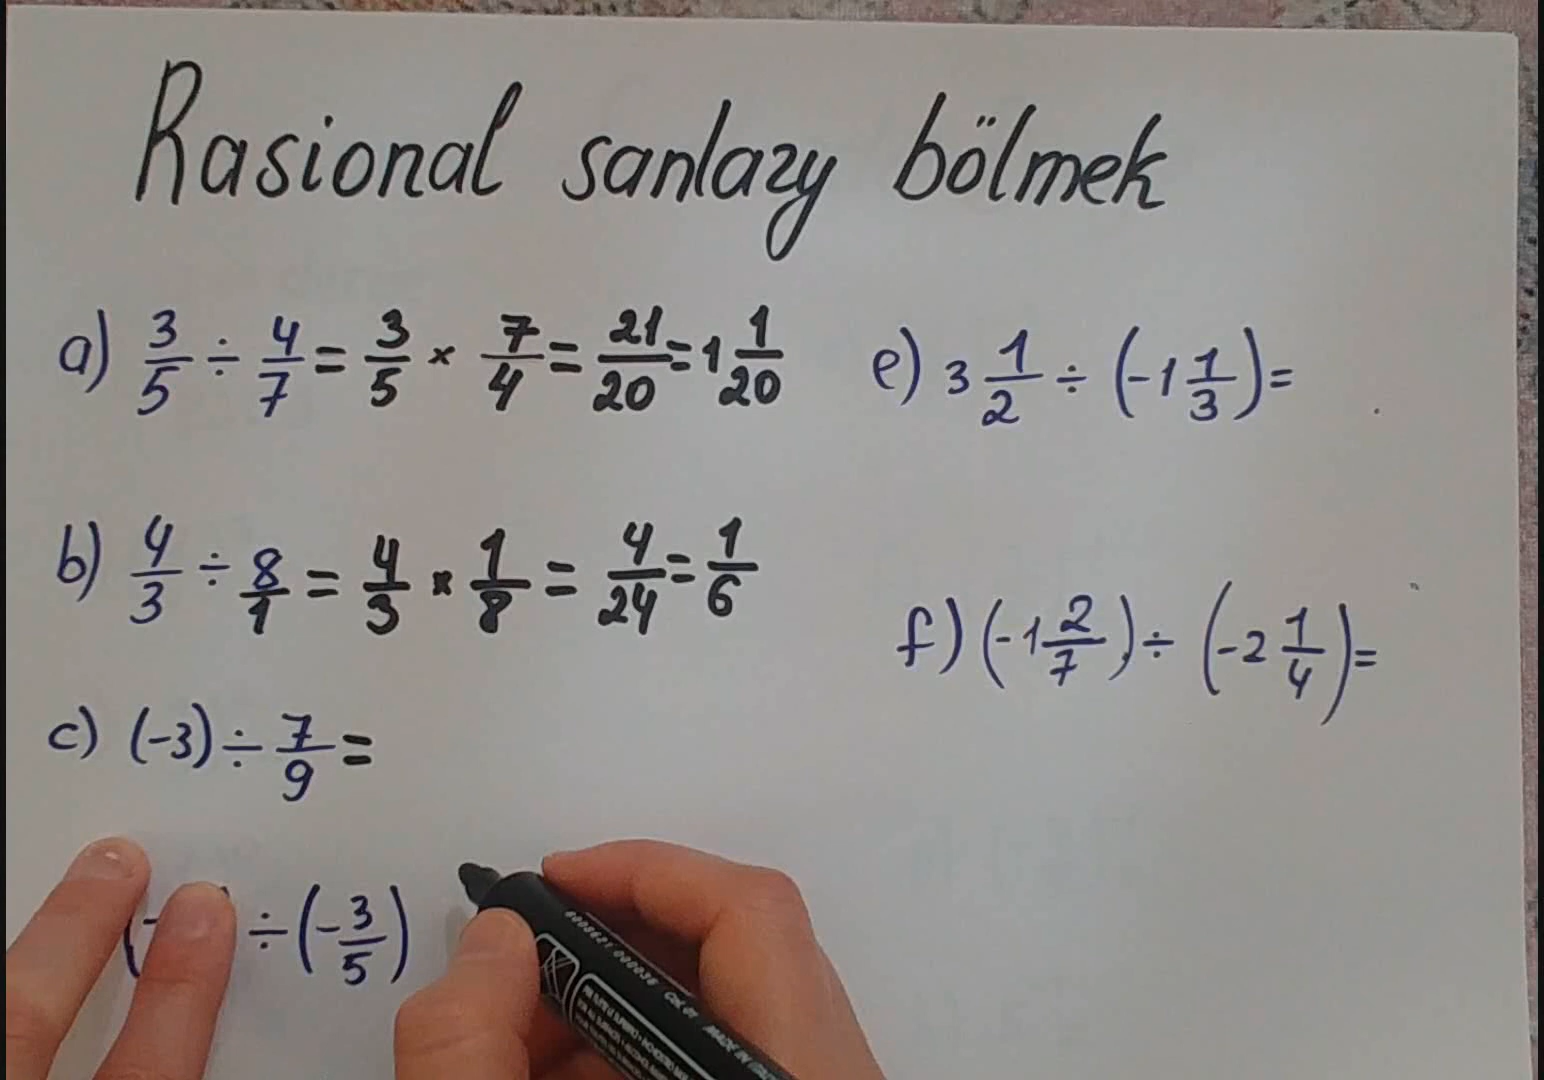 Rasional sanlary bölmek
a) 3/5 ÷ 4/7 = 3/5 × 7/4 = 21/20 = 1 1/20
b) 4/3 ÷ 8/1 = 4/3 × 1/8 = 4/24 = 1/6
c) (-3) ÷ 7/9 =
÷ (-3/5)
e) 3 1/2 ÷ (-1 1/3) =
f) (-1 2/7) ÷ (-2 1/4) =